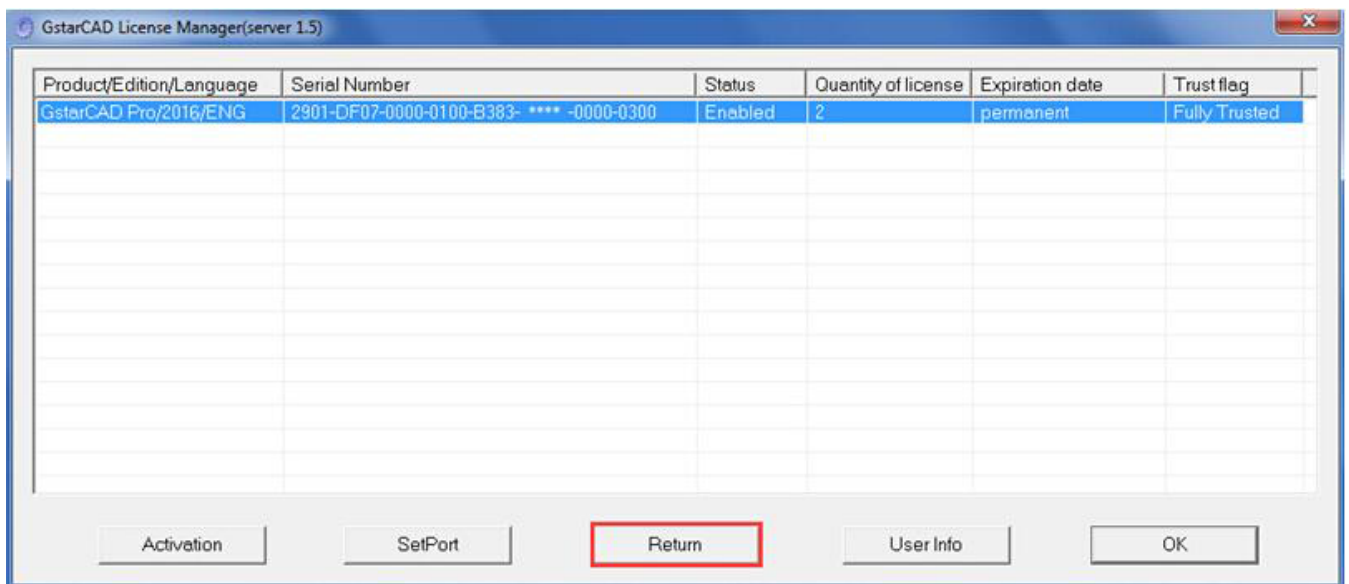 GstarCAD License Manager(server 1.5)
Product/Edition/Language Serial Number Status Quantity of license Expiration date Trust flag
GstarCAD Pro/2016/ENG 2901-DF07-0000-0100-B383- **** -0000-0300 Enabled 2 permanent Fully Trusted
Activation SetPort Return User Info OK